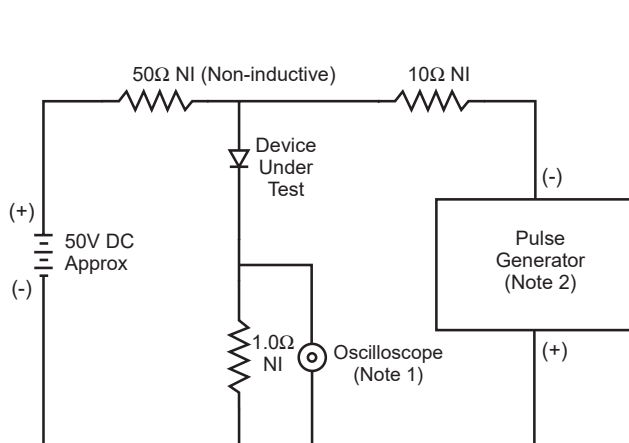 50Ω NI (Non-inductive)
10Ω NI
Device
Under
Test
(-)
(+)
50V DC
Approx
(-)
Pulse
Generator
(Note 2)
1.0Ω
NI
Oscilloscope
(Note 1)
(+)